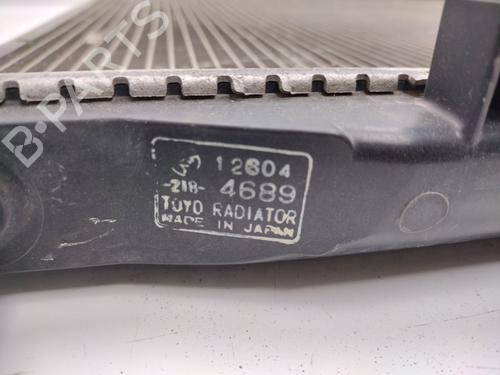 B-PARTS
12604
-218- 4689
TOYO RADIATOR
MADE IN JAPAN